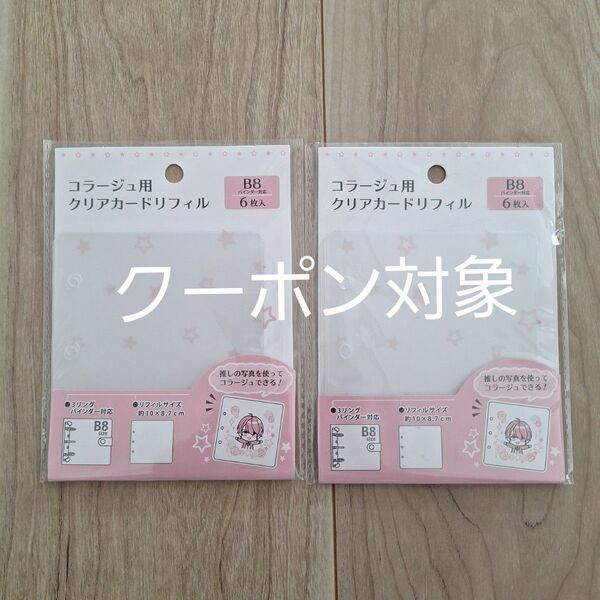 コラージュ用
クリアカードリフィル
B8
バインダー対応
6枚入
推しの写真を使って
コラージュできる！
●3リング
バインダー対応
●リフィルサイズ
約10×8.7cm
B8
size
コラージュ用
クリアカードリフィル
B8
バインダー対応
6枚入
推しの写真を使って
コラージュできる！
●3リング
バインダー対応
●リフィルサイズ
約10×8.7cm
B8
size
クーポン対象